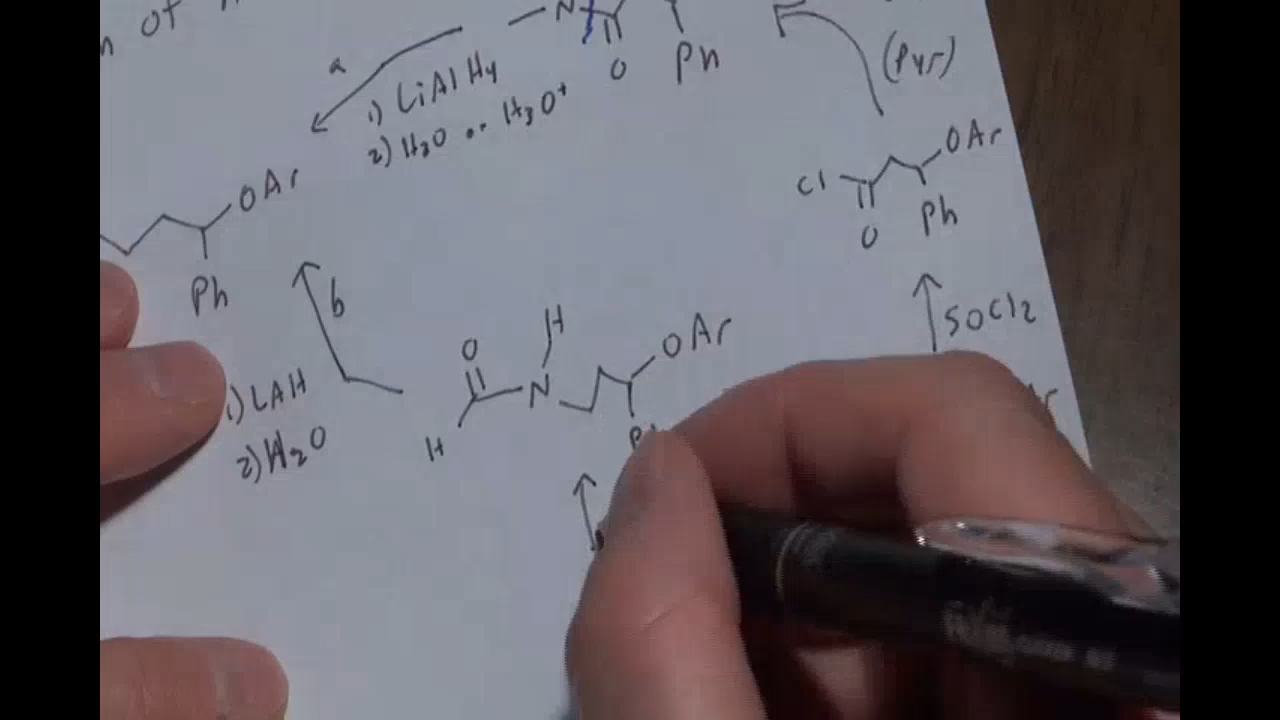 of
N
O
Ph
a
1) LiAlH4
2) H2O or H3O+
(Pyr)
OAr
Cl
O
Ph
OAr
Ph
b
SOCl2
1) LAH
2) H2O
O
H
N
H
OAr